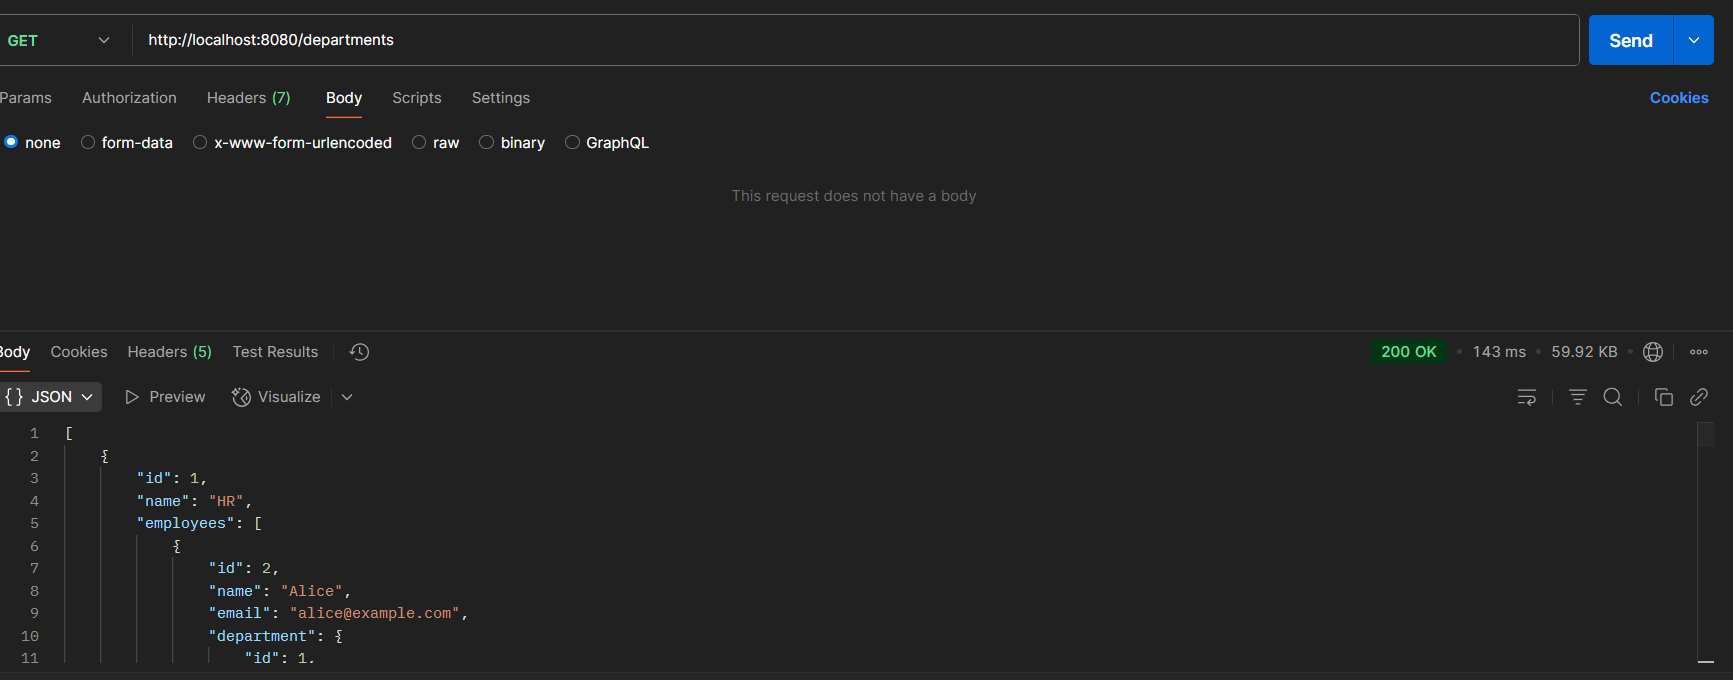 GET http://localhost:8080/departments Send
Params Authorization Headers (7) Body Scripts Settings Cookies
none form-data x-www-form-urlencoded raw binary GraphQL
This request does not have a body
Body Cookies Headers (5) Test Results 200 OK • 143 ms • 59.92 KB •
{} JSON Preview Visualize
1 [
2 {
3 "id": 1,
4 "name": "HR",
5 "employees": [
6 {
7 "id": 2,
8 "name": "Alice",
9 "email": "alice@example.com",
10 "department": {
11 "id": 1,